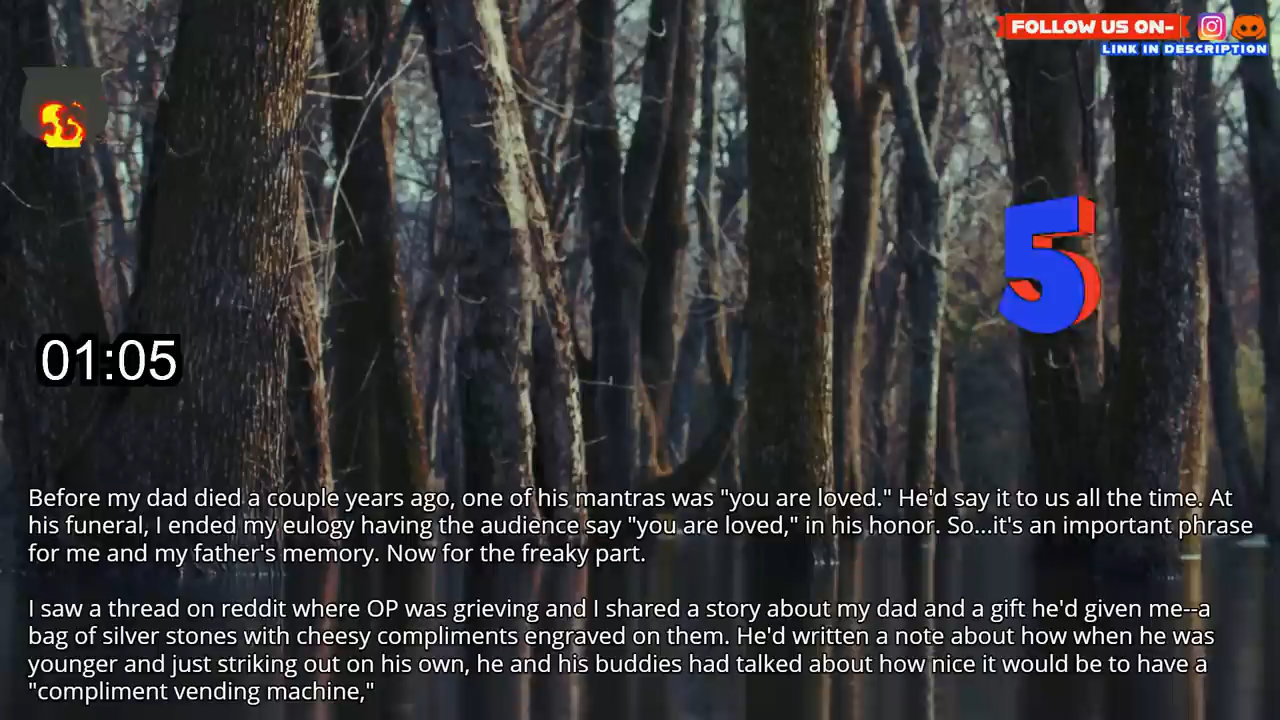 FOLLOW US ON-
LINK IN DESCRIPTION
5
01:05
Before my dad died a couple years ago, one of his mantras was "you are loved." He'd say it to us all the time. At
his funeral, I ended my eulogy having the audience say "you are loved," in his honor. So...it's an important phrase
for me and my father's memory. Now for the freaky part.
I saw a thread on reddit where OP was grieving and I shared a story about my dad and a gift he'd given me--a
bag of silver stones with cheesy compliments engraved on them. He'd written a note about how when he was
younger and just striking out on his own, he and his buddies had talked about how nice it would be to have a
"compliment vending machine,"